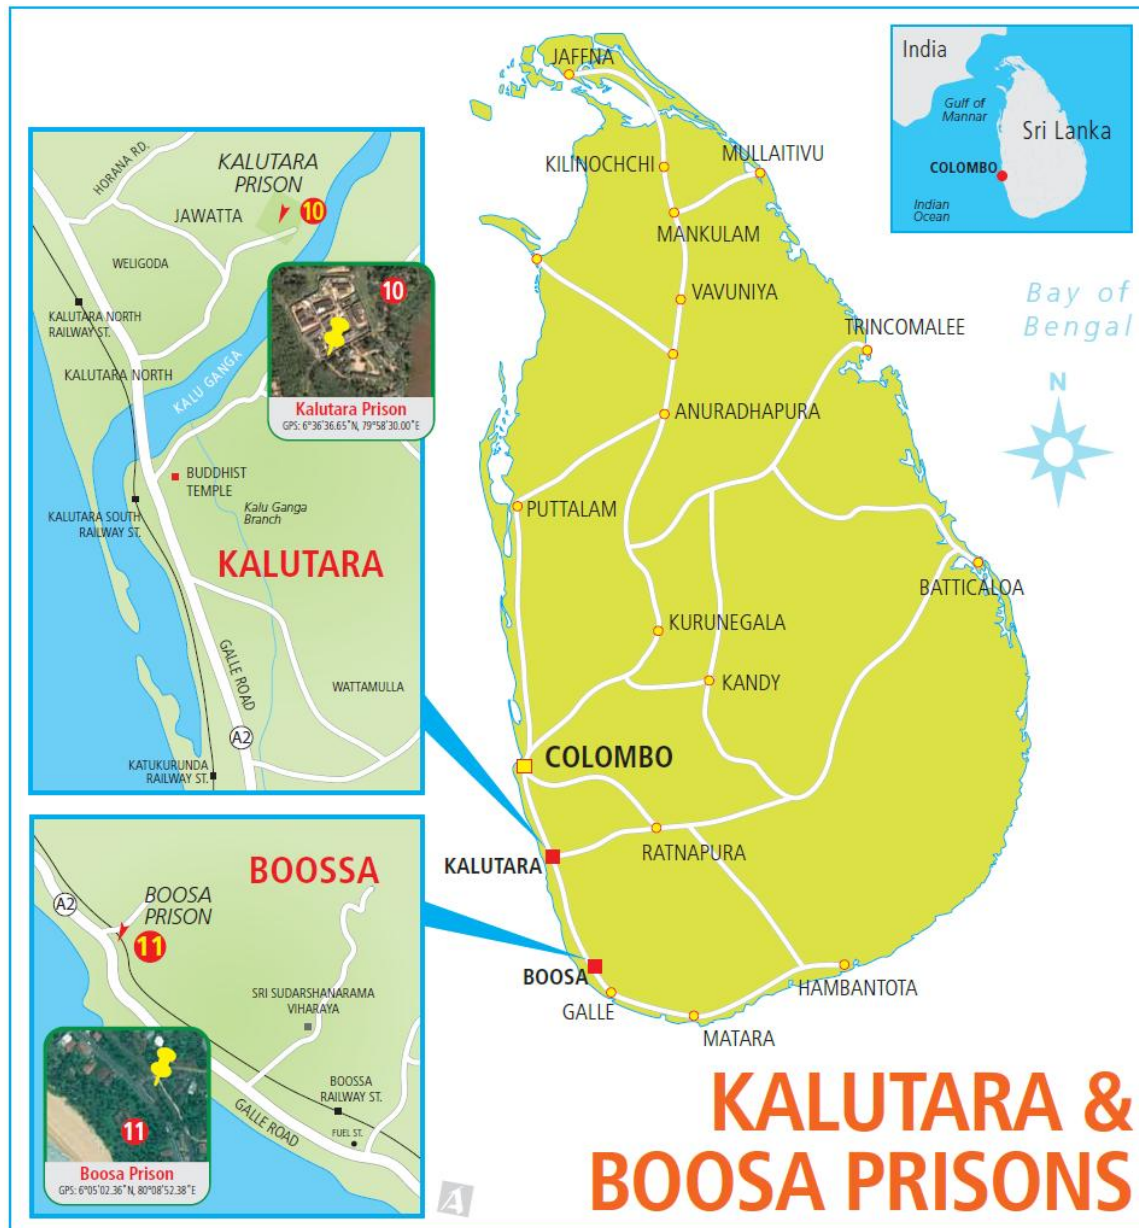 JAFFNA
KILINOCHCHI
MULLAITIVU
MANKULAM
VAVUNIYA
TRINCOMALEE
ANURADHAPURA
PUTTALAM
BATTICALOA
KURUNEGALA
KANDY
COLOMBO
RATNAPURA
KALUTARA
BOOSA
GALLE
HAMBANTOTA
MATARA
India
Gulf of
Mannar
Sri Lanka
COLOMBO
Indian
Ocean
Bay of
Bengal
N
HORANA RD.
KALUTARA
PRISON
10
JAWATTA
WELIGODA
KALUTARA NORTH
RAILWAY ST.
KALUTARA NORTH
KALU GANGA
10
Kalutara Prison
GPS: 6°36'36.65"N, 79°58'30.00"E
BUDDHIST
TEMPLE
KALUTARA SOUTH
RAILWAY ST.
Kalu Ganga
Branch
KALUTARA
GALLE ROAD
WATTAMULLA
A2
KATUKURUNDA
RAILWAY ST.
BOOSSA
A2
BOOSA
PRISON
11
SRI SUDARSHANARAMA
VIHARAYA
11
Boosa Prison
GPS: 6°05'02.36"N, 80°08'52.38"E
GALLE ROAD
BOOSSA
RAILWAY ST.
FUEL ST.
A
KALUTARA &
BOOSA PRISONS